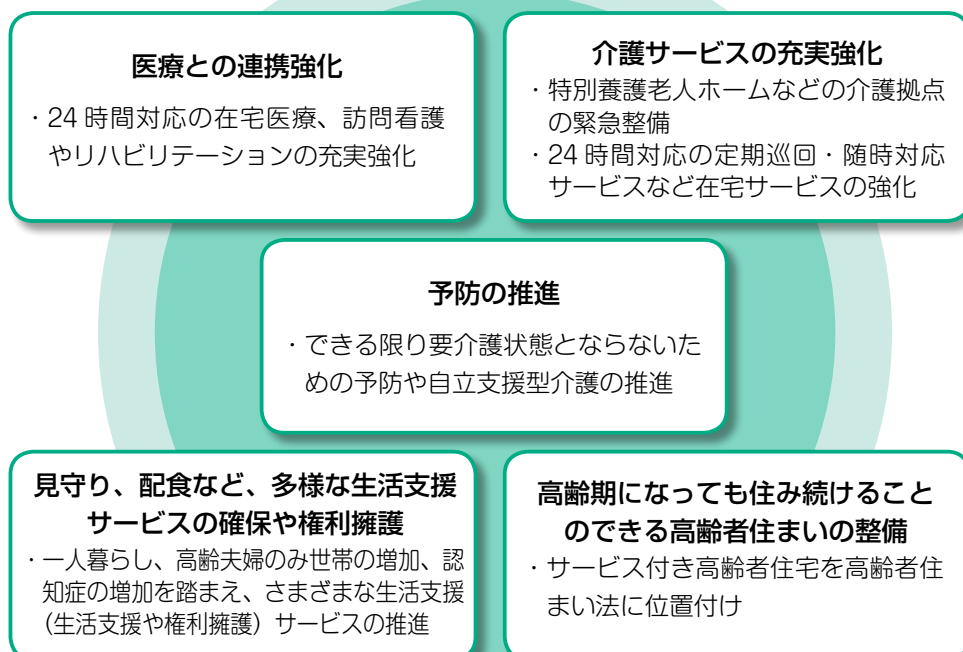 医療との連携強化
・24 時間対応の在宅医療、訪問看護
やリハビリテーションの充実強化
介護サービスの充実強化
・特別養護老人ホームなどの介護拠点
の緊急整備
・24 時間対応の定期巡回・随時対応
サービスなど在宅サービスの強化
予防の推進
・できる限り要介護状態とならないた
めの予防や自立支援型介護の推進
見守り、配食など、多様な生活支援
サービスの確保や権利擁護
・一人暮らし、高齢夫婦のみ世帯の増加、認
知症の増加を踏まえ、さまざまな生活支援
（生活支援や権利擁護）サービスの推進
高齢期になっても住み続けること
のできる高齢者住まいの整備
・サービス付き高齢者住宅を高齢者住
まい法に位置付け